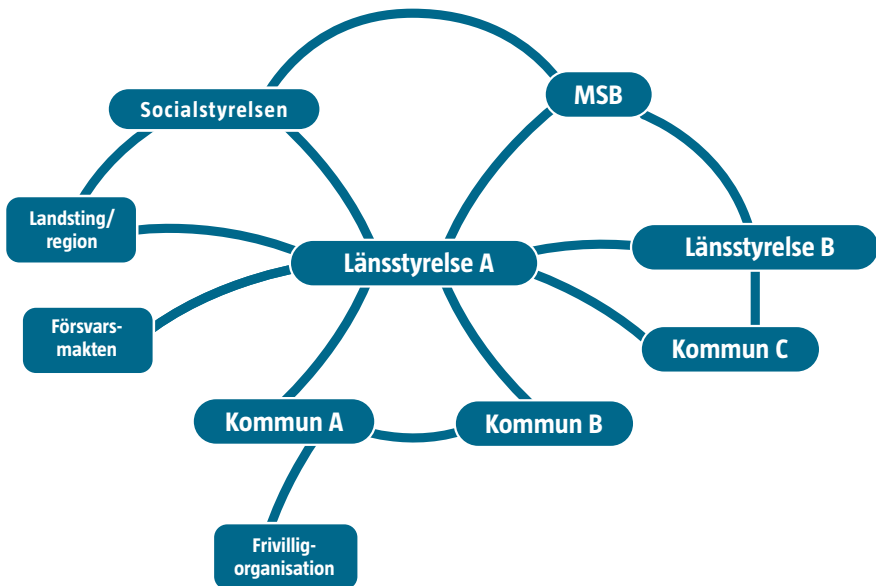 Socialstyrelsen
MSB
Landsting/
region
Länsstyrelse A
Länsstyrelse B
Försvars-
makten
Kommun C
Kommun A
Kommun B
Frivillig-
organisation